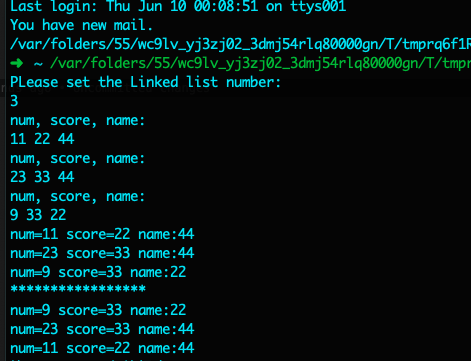 Last login: Thu Jun 10 00:08:51 on ttys001
You have new mail.
/var/folders/55/wc9lv_yj3zj02_3dmj54rlq80000gn/T/tmprq6f1R
➜ ~ /var/folders/55/wc9lv_yj3zj02_3dmj54rlq80000gn/T/tmpr
PLease set the Linked list number:
3
num, score, name:
11 22 44
num, score, name:
23 33 44
num, score, name:
9 33 22
num=11 score=22 name:44
num=23 score=33 name:44
num=9 score=33 name:22
*****************
num=9 score=33 name:22
num=23 score=33 name:44
num=11 score=22 name:44